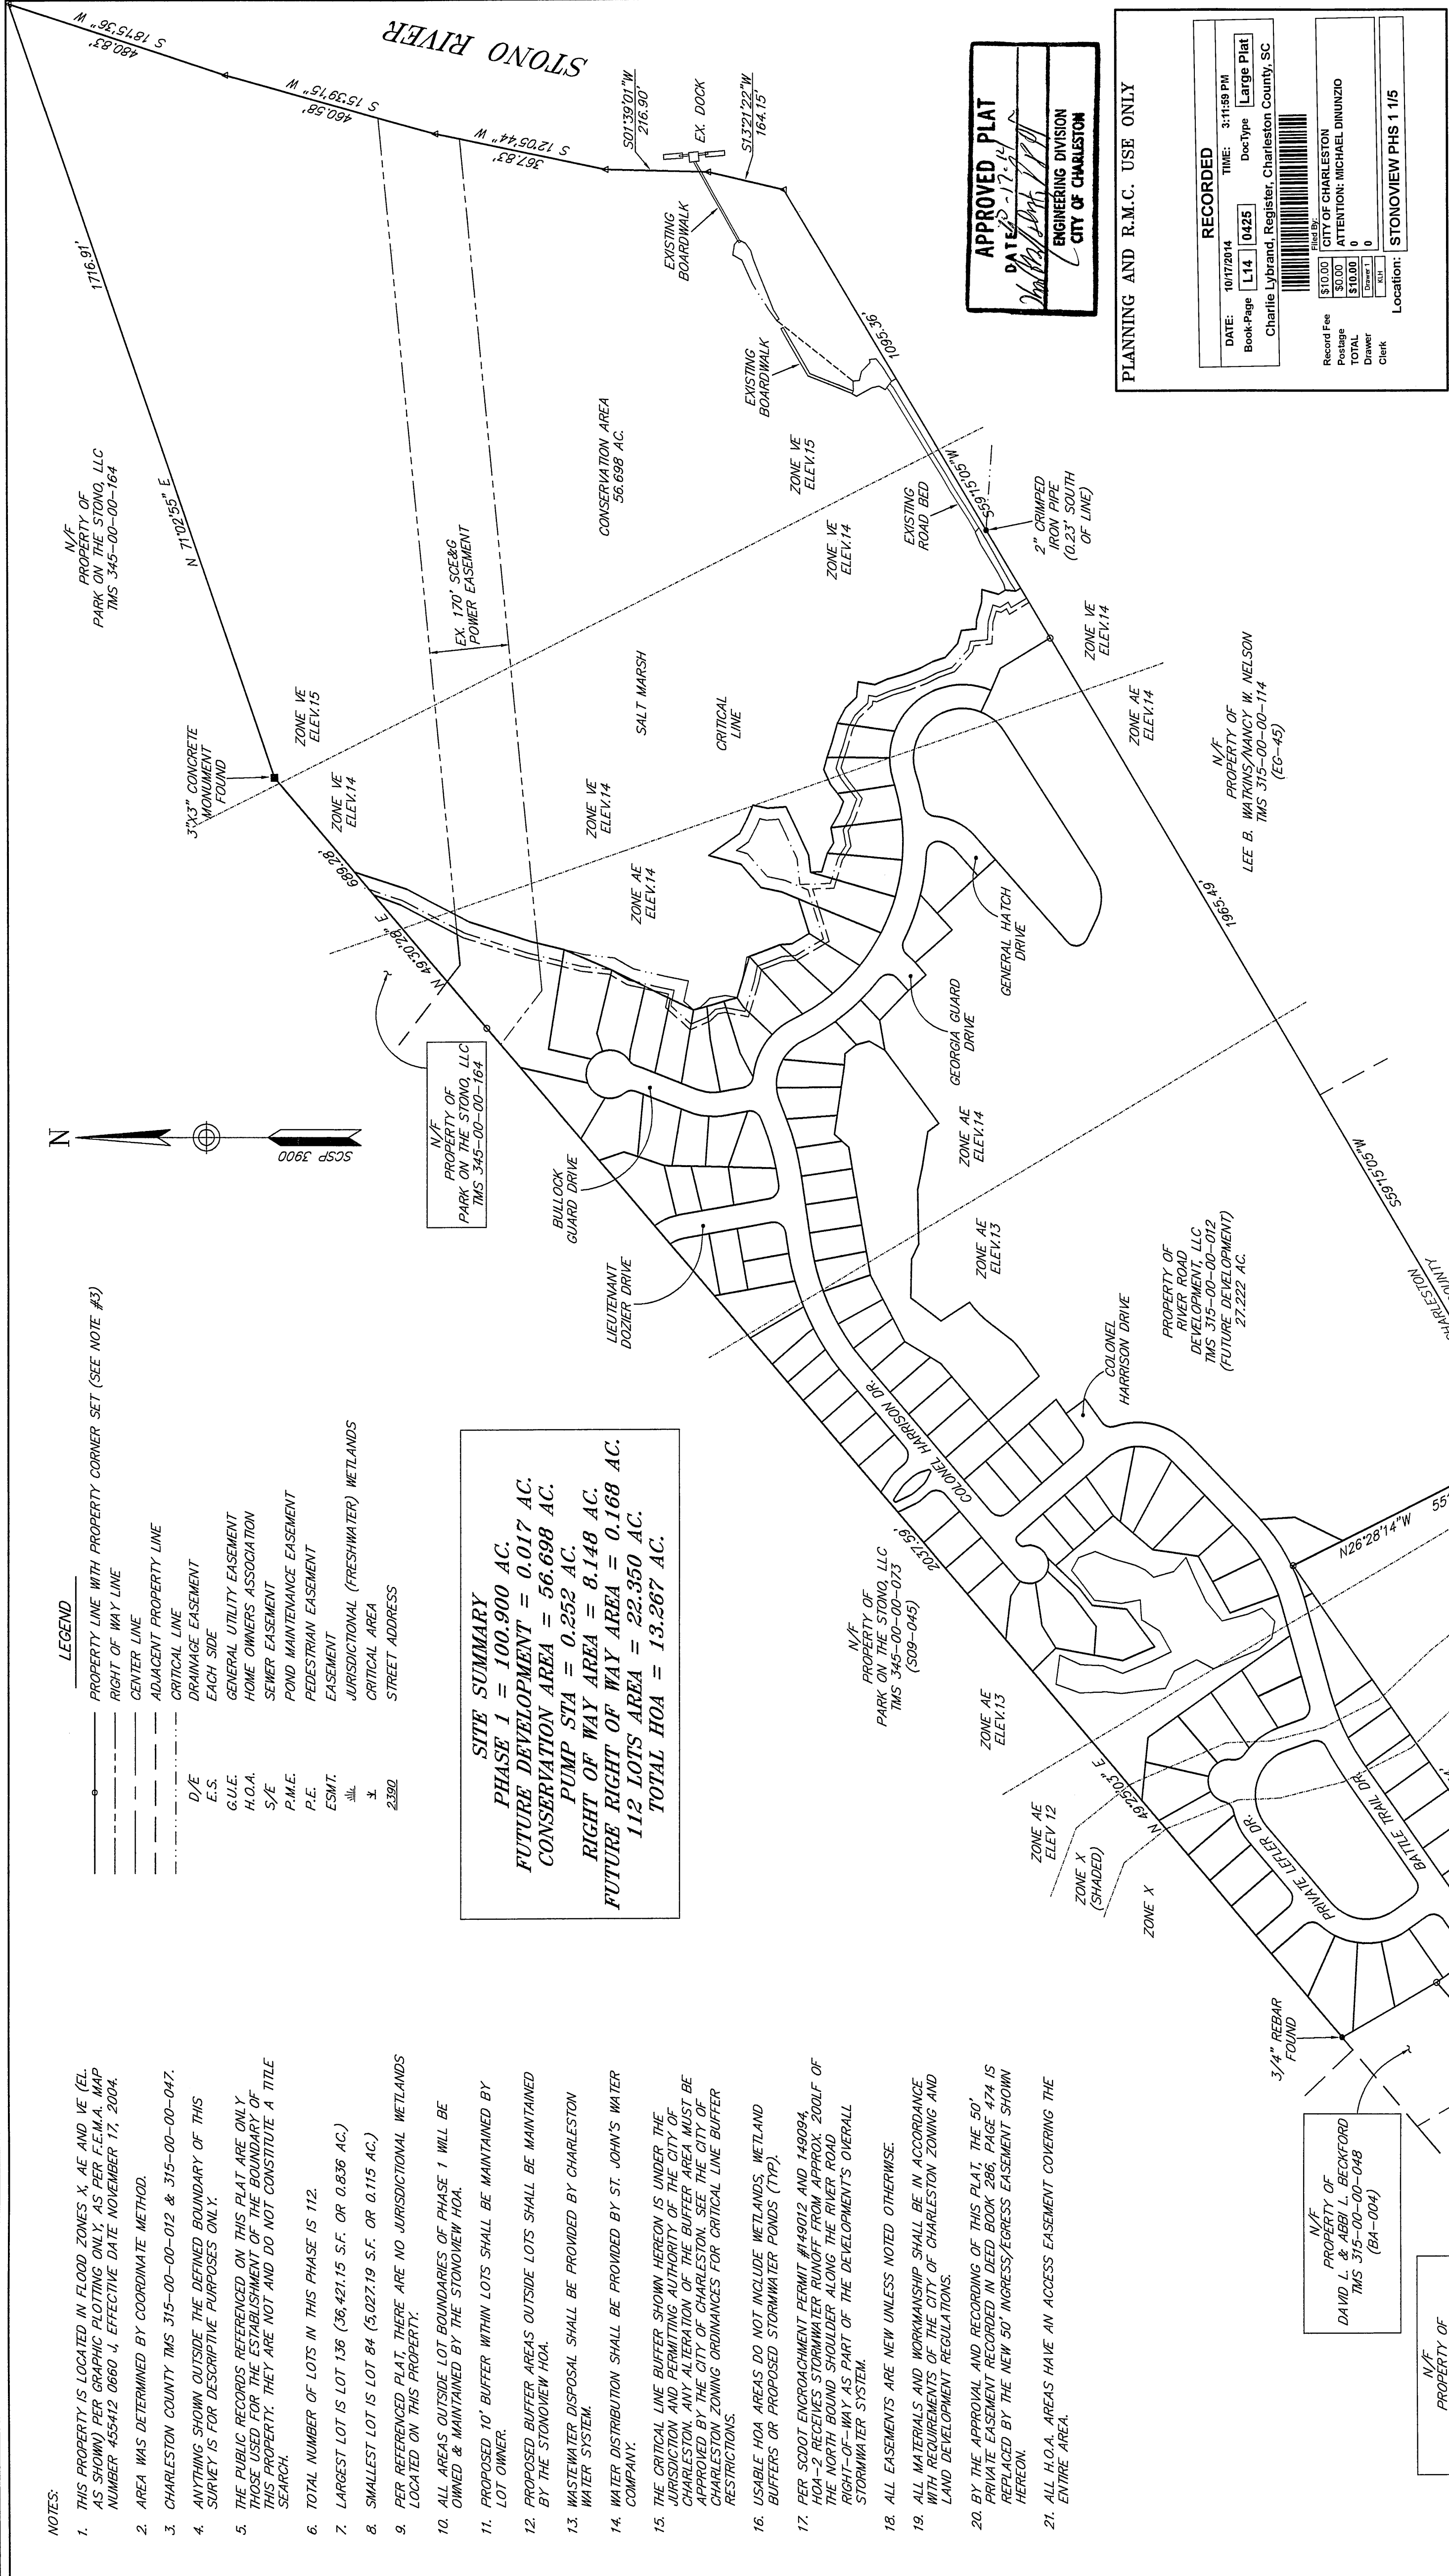 NOTES:
1. THIS PROPERTY IS LOCATED IN FLOOD ZONES X, AE AND VE (EL.
AS SHOWN) PER GRAPHIC PLOTTING ONLY, AS PER F.E.M.A. MAP
NUMBER 455412 0660 J, EFFECTIVE DATE NOVEMBER 17, 2004.
2. AREA WAS DETERMINED BY COORDINATE METHOD.
3. CHARLESTON COUNTY TMS 315-00-00-012 & 315-00-00-047.
4. ANYTHING SHOWN OUTSIDE THE DEFINED BOUNDARY OF THIS
SURVEY IS FOR DESCRIPTIVE PURPOSES ONLY.
5. THE PUBLIC RECORDS REFERENCED ON THIS PLAT ARE ONLY
THOSE USED FOR THE ESTABLISHMENT OF THE BOUNDARY OF
THIS PROPERTY. THEY ARE NOT AND DO NOT CONSTITUTE A TITLE
SEARCH.
6. TOTAL NUMBER OF LOTS IN THIS PHASE IS 112.
7. LARGEST LOT IS LOT 136 (36,421.15 S.F. OR 0.836 AC.)
8. SMALLEST LOT IS LOT 84 (5,027.19 S.F. OR 0.115 AC.)
9. PER REFERENCED PLAT, THERE ARE NO JURISDICTIONAL WETLANDS
LOCATED ON THIS PROPERTY.
10. ALL AREAS OUTSIDE LOT BOUNDARIES OF PHASE 1 WILL BE
OWNED & MAINTAINED BY THE STONOVIEW HOA.
11. PROPOSED 10' BUFFER WITHIN LOTS SHALL BE MAINTAINED BY
LOT OWNER.
12. PROPOSED BUFFER AREAS OUTSIDE LOTS SHALL BE MAINTAINED
BY THE STONOVIEW HOA.
13. WASTEWATER DISPOSAL SHALL BE PROVIDED BY CHARLESTON
WATER SYSTEM.
14. WATER DISTRIBUTION SHALL BE PROVIDED BY ST. JOHN'S WATER
COMPANY.
15. THE CRITICAL LINE BUFFER SHOWN HEREON IS UNDER THE
JURISDICTION AND PERMITTING AUTHORITY OF THE CITY OF
CHARLESTON. ANY ALTERATION OF THE BUFFER AREA MUST BE
APPROVED BY THE CITY OF CHARLESTON. SEE THE CITY OF
CHARLESTON ZONING ORDINANCES FOR CRITICAL LINE BUFFER
RESTRICTIONS.
16. USABLE HOA AREAS DO NOT INCLUDE WETLANDS, WETLAND
BUFFERS OR PROPOSED STORMWATER PONDS (TYP).
17. PER SCDOT ENCROACHMENT PERMIT #149012 AND 149094,
HOA-2 RECEIVES STORMWATER RUNOFF FROM APPROX. 200LF OF
THE NORTH BOUND SHOULDER ALONG THE RIVER ROAD
RIGHT-OF-WAY AS PART OF THE DEVELOPMENT'S OVERALL
STORMWATER SYSTEM.
18. ALL EASEMENTS ARE NEW UNLESS NOTED OTHERWISE.
19. ALL MATERIALS AND WORKMANSHIP SHALL BE IN ACCORDANCE
WITH REQUIREMENTS OF THE CITY OF CHARLESTON ZONING AND
LAND DEVELOPMENT REGULATIONS.
20. BY THE APPROVAL AND RECORDING OF THIS PLAT, THE 50'
PRIVATE EASEMENT RECORDED IN DEED BOOK 286, PAGE 474 IS
REPLACED BY THE NEW 50' INGRESS/EGRESS EASEMENT SHOWN
HEREON.
21. ALL H.O.A. AREAS HAVE AN ACCESS EASEMENT COVERING THE
ENTIRE AREA.
LEGEND
PROPERTY LINE WITH PROPERTY CORNER SET (SEE NOTE #3)
RIGHT OF WAY LINE
CENTER LINE
ADJACENT PROPERTY LINE
CRITICAL LINE
D/E DRAINAGE EASEMENT
E.S. EACH SIDE
G.U.E. GENERAL UTILITY EASEMENT
H.O.A. HOME OWNERS ASSOCIATION
S/E SEWER EASEMENT
P.M.E. POND MAINTENANCE EASEMENT
P.E. PEDESTRIAN EASEMENT
ESMT. EASEMENT
JURISDICTIONAL (FRESHWATER) WETLANDS
CRITICAL AREA
2390 STREET ADDRESS
SITE SUMMARY
PHASE 1 = 100.900 AC.
FUTURE DEVELOPMENT = 0.017 AC.
CONSERVATION AREA = 56.698 AC.
PUMP STA = 0.252 AC.
RIGHT OF WAY AREA = 8.148 AC.
FUTURE RIGHT OF WAY AREA = 0.168 AC.
112 LOTS AREA = 22.350 AC.
TOTAL HOA = 13.267 AC.
N
SCSP 3900
N/F
PROPERTY OF
PARK ON THE STONO, LLC
TMS 345-00-00-164
N 71°02'55" E
1716.91'
S 18°15'36" W
480.83'
S 15°39'15" W
460.58'
S 12°05'44" W
367.83'
S01°39'01"W
216.90'
S13°21'22"W
164.15'
STONO RIVER
EX. DOCK
EXISTING
BOARDWALK
EXISTING
BOARDWALK
1095.36'
S59°15'05"W
2" CRIMPED
IRON PIPE
(0.23' SOUTH
OF LINE)
EXISTING
ROAD BED
CONSERVATION AREA
56.698 AC.
EX. 170' SCE&G
POWER EASEMENT
3"X3" CONCRETE
MONUMENT
FOUND
ZONE VE
ELEV.15
ZONE VE
ELEV.14
ZONE VE
ELEV.15
ZONE VE
ELEV.14
ZONE VE
ELEV.14
ZONE AE
ELEV.14
ZONE VE
ELEV.14
ZONE AE
ELEV.14
SALT MARSH
CRITICAL
LINE
689.28'
N 49°30'28" E
N/F
PROPERTY OF
PARK ON THE STONO, LLC
TMS 345-00-00-164
BULLOCK
GUARD DRIVE
LIEUTENANT
DOZIER DRIVE
GEORGIA GUARD
DRIVE
GENERAL HATCH
DRIVE
N/F
PROPERTY OF
LEE B. WATKINS/NANCY W. NELSON
TMS 315-00-00-114
(EG-45)
1965.49'
S59°15'05"W
ZONE AE
ELEV.14
ZONE AE
ELEV.13
PROPERTY OF
RIVER ROAD
DEVELOPMENT, LLC
TMS 315-00-00-012
(FUTURE DEVELOPMENT)
27.222 AC.
COLONEL
HARRISON DRIVE
COLONEL HARRISON DR.
CHARLESTON
N26°28'14"W
2037.59'
N/F
PROPERTY OF
PARK ON THE STONO, LLC
TMS 345-00-00-073
(S09-045)
ZONE AE
ELEV.13
N 49°25'03" E
ZONE AE
ELEV 12
ZONE X
(SHADED)
ZONE X
PRIVATE LEFLER DR.
BATTLE TRAIL DR.
3/4" REBAR
FOUND
N/F
PROPERTY OF
DAVID L. & ABBI L. BECKFORD
TMS 315-00-00-048
(BA-004)
N/F
PROPERTY OF
APPROVED PLAT
DATE 10-17-14
ENGINEERING DIVISION
CITY OF CHARLESTON
PLANNING AND R.M.C. USE ONLY
RECORDED
DATE: 10/17/2014 TIME: 3:11:59 PM
Book-Page L14 0425 DocType Large Plat
Charlie Lybrand, Register, Charleston County, SC
Filed By:
Record Fee $10.00 CITY OF CHARLESTON
Postage $0.00 ATTENTION: MICHAEL DINUNZIO
TOTAL $10.00 0
Drawer Drawer 1 0
Clerk KLH
Location: STONOVIEW PHS 1 1/5